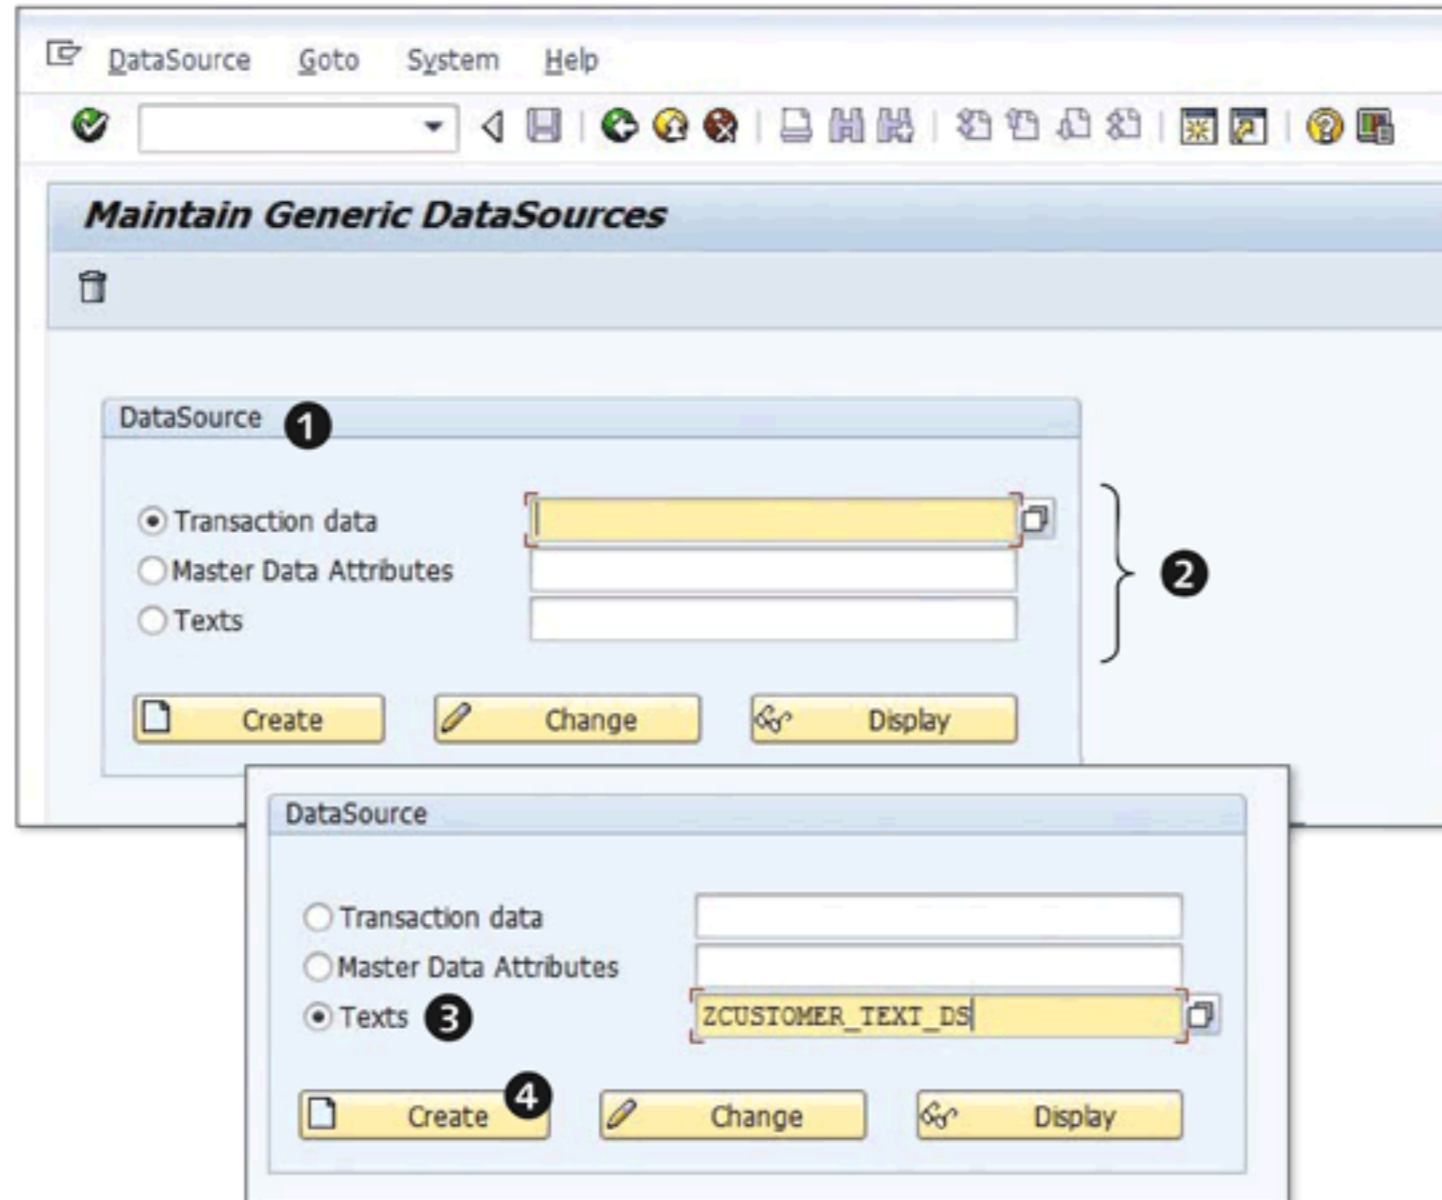 DataSource Goto System Help
Maintain Generic DataSources
DataSource 1
Transaction data
Master Data Attributes
2
Texts
Create Change Display
DataSource
Transaction data
Master Data Attributes
Texts 3 ZCUSTOMER_TEXT_DS
4
Create Change Display